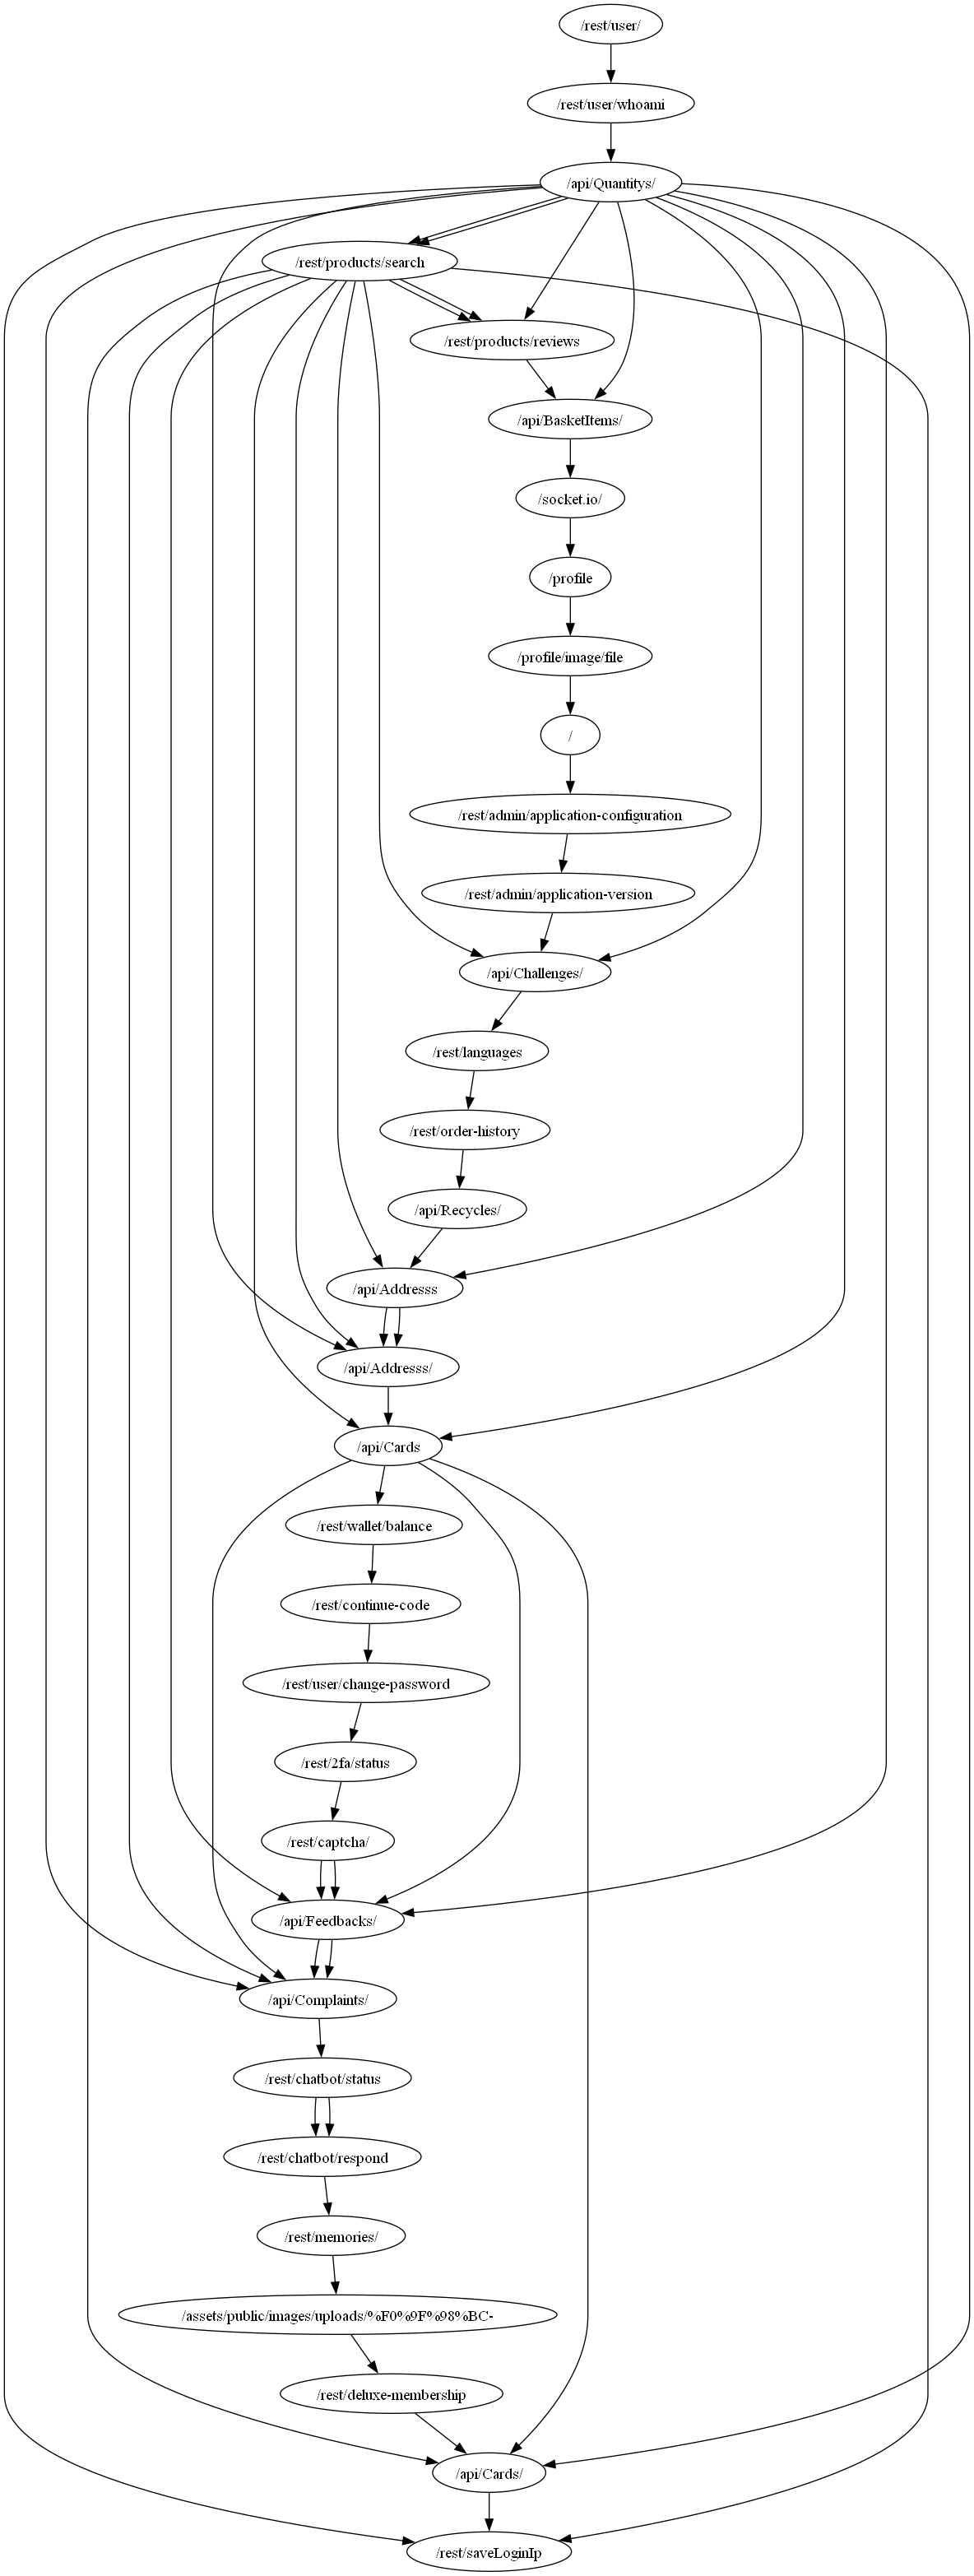 /rest/user/
/rest/user/whoami
/api/Quantitys/
/rest/products/search
/rest/products/reviews
/api/BasketItems/
/socket.io/
/profile
/profile/image/file
/
/rest/admin/application-configuration
/rest/admin/application-version
/api/Challenges/
/rest/languages
/rest/order-history
/api/Recycles/
/api/Addresss
/api/Addresss/
/api/Cards
/rest/wallet/balance
/rest/continue-code
/rest/user/change-password
/rest/2fa/status
/rest/captcha/
/api/Feedbacks/
/api/Complaints/
/rest/chatbot/status
/rest/chatbot/respond
/rest/memories/
/assets/public/images/uploads/%F0%9F%98%BC-
/rest/deluxe-membership
/api/Cards/
/rest/saveLoginIp